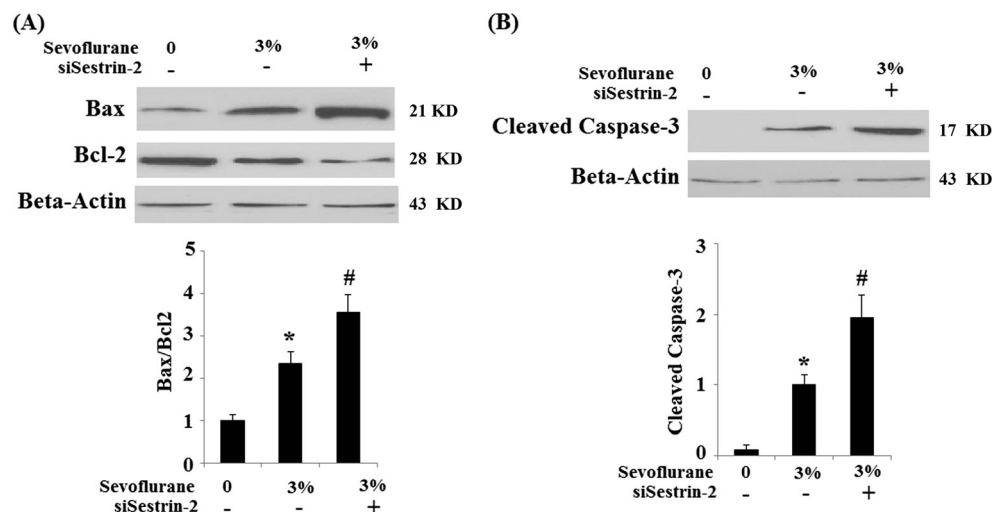 (A)
Sevoflurane 0 3% 3%
siSestrin-2 - - +
Bax 21 KD
Bcl-2 28 KD
Beta-Actin 43 KD
5
4
3
2
1
0
Bax/Bcl2
* #
Sevoflurane 0 3% 3%
siSestrin-2 - - +
(B)
Sevoflurane 0 3% 3%
siSestrin-2 - - +
Cleaved Caspase-3 17 KD
Beta-Actin 43 KD
3
2
1
0
Cleaved Caspase-3
* #
Sevoflurane 0 3% 3%
siSestrin-2 - - +